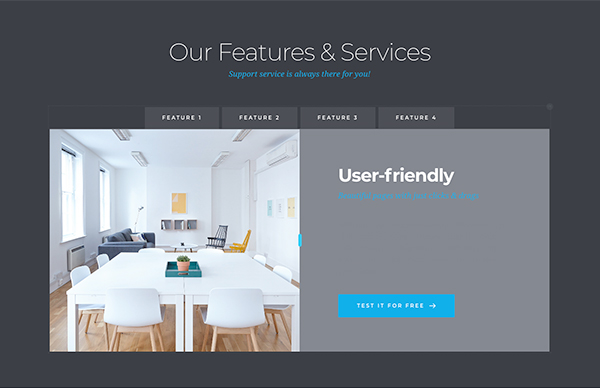 Our Features & Services
Support service is always there for you!
FEATURE 1
FEATURE 2
FEATURE 3
FEATURE 4
User-friendly
TEST IT FOR FREE